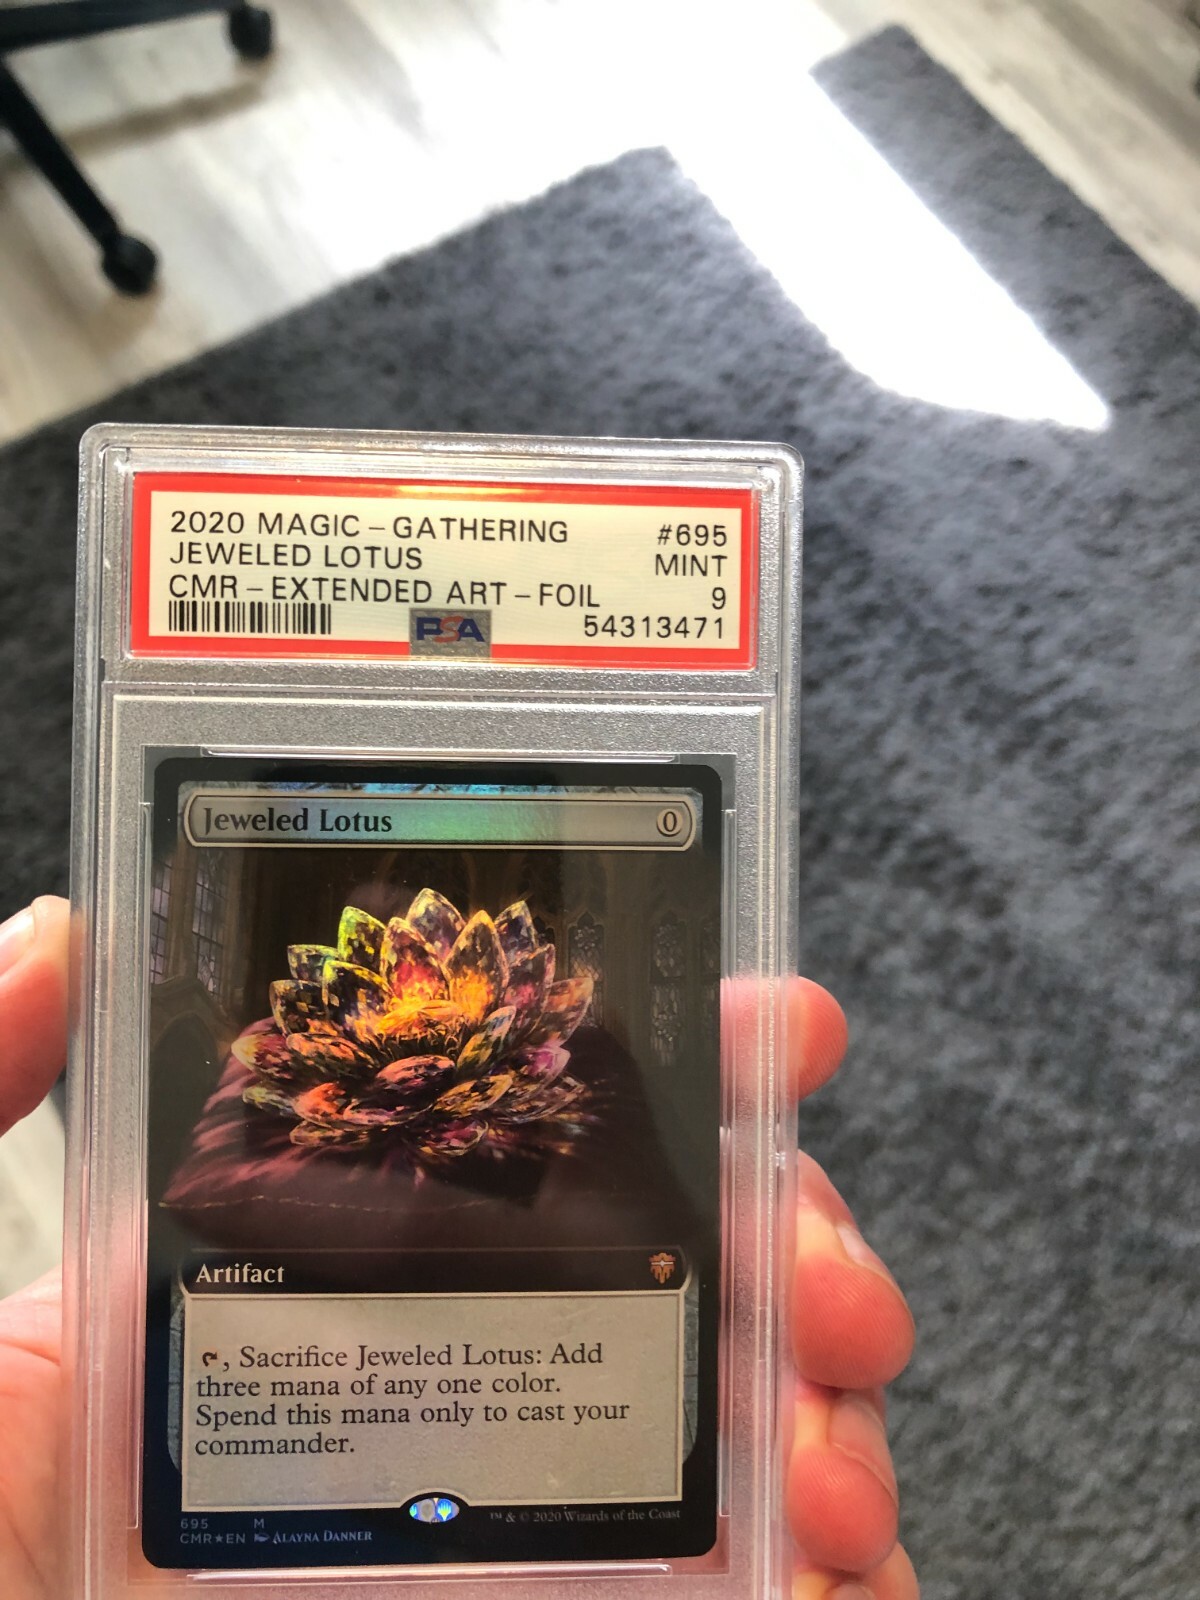 2020 MAGIC – GATHERING #695
JEWELED LOTUS MINT
CMR – EXTENDED ART – FOIL 9
PSA 54313471
Jeweled Lotus 0
Artifact
, Sacrifice Jeweled Lotus: Add
three mana of any one color.
Spend this mana only to cast your
commander.
695 M ™ & © 2020 Wizards of the Coast
CMR★EN ALAYNA DANNER